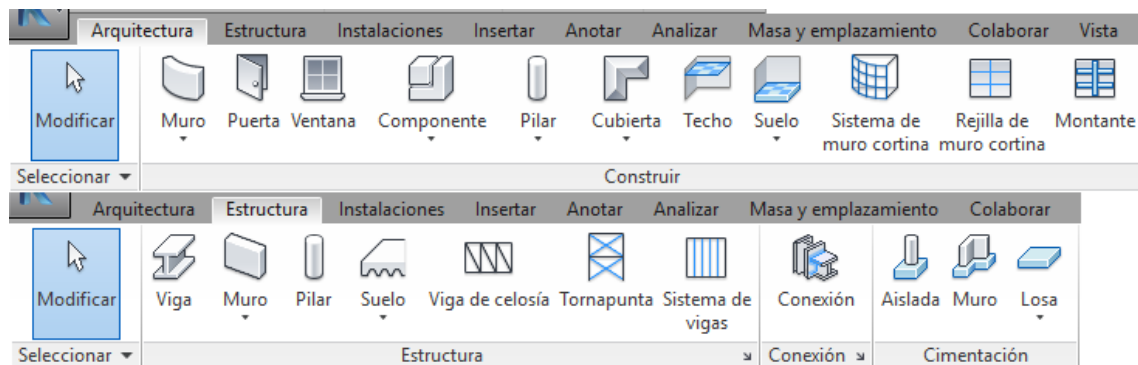 Arquitectura Estructura Instalaciones Insertar Anotar Analizar Masa y emplazamiento Colaborar Vista
Modificar Muro Puerta Ventana Componente Pilar Cubierta Techo Suelo Sistema de muro cortina Rejilla de muro cortina Montante
Seleccionar Construir
Arquitectura Estructura Instalaciones Insertar Anotar Analizar Masa y emplazamiento Colaborar
Modificar Viga Muro Pilar Suelo Viga de celosía Tornapunta Sistema de vigas Conexión Aislada Muro Losa
Seleccionar Estructura Conexión Cimentación